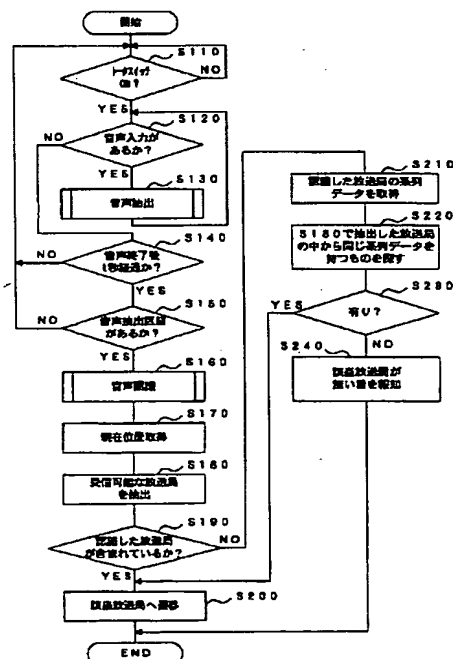 開始
S110
トークスイッチ
ON?
NO
YES
S120
音声入力が
あるか?
NO
YES
S130
音声抽出
S140
音声終了後
1秒経過か?
NO
YES
S150
音声抽出区間
があるか?
NO
YES
S160
音声認識
S170
現在位置取得
S180
受信可能な放送局
を抽出
S190
認識した放送局
が含まれているか?
NO
YES
S200
該当放送局へ
END
S210
認識した放送局の系列
データを取得
S220
S180で抽出した放送局
の中から同じ系列データを
持つものを探す
S230
有り?
YES
NO
S240
該当放送局が
無い旨を報知